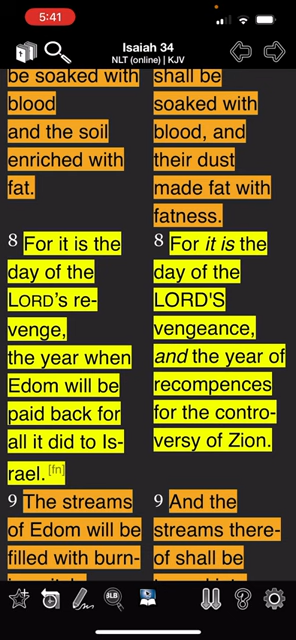 5:41
Isaiah 34
NLT (online) | KJV
be soaked with
blood
and the soil
enriched with
fat.
8 For it is the
day of the
LORD’s re-
venge,
the year when
Edom will be
paid back for
all it did to Is-
rael. [fn]
9 The streams
of Edom will be
filled with burn-
shall be
soaked with
blood, and
their dust
made fat with
fatness.
8 For it is the
day of the
LORD'S
vengeance,
and the year of
recompences
for the contro-
versy of Zion.
9 And the
streams there-
of shall be
SLB